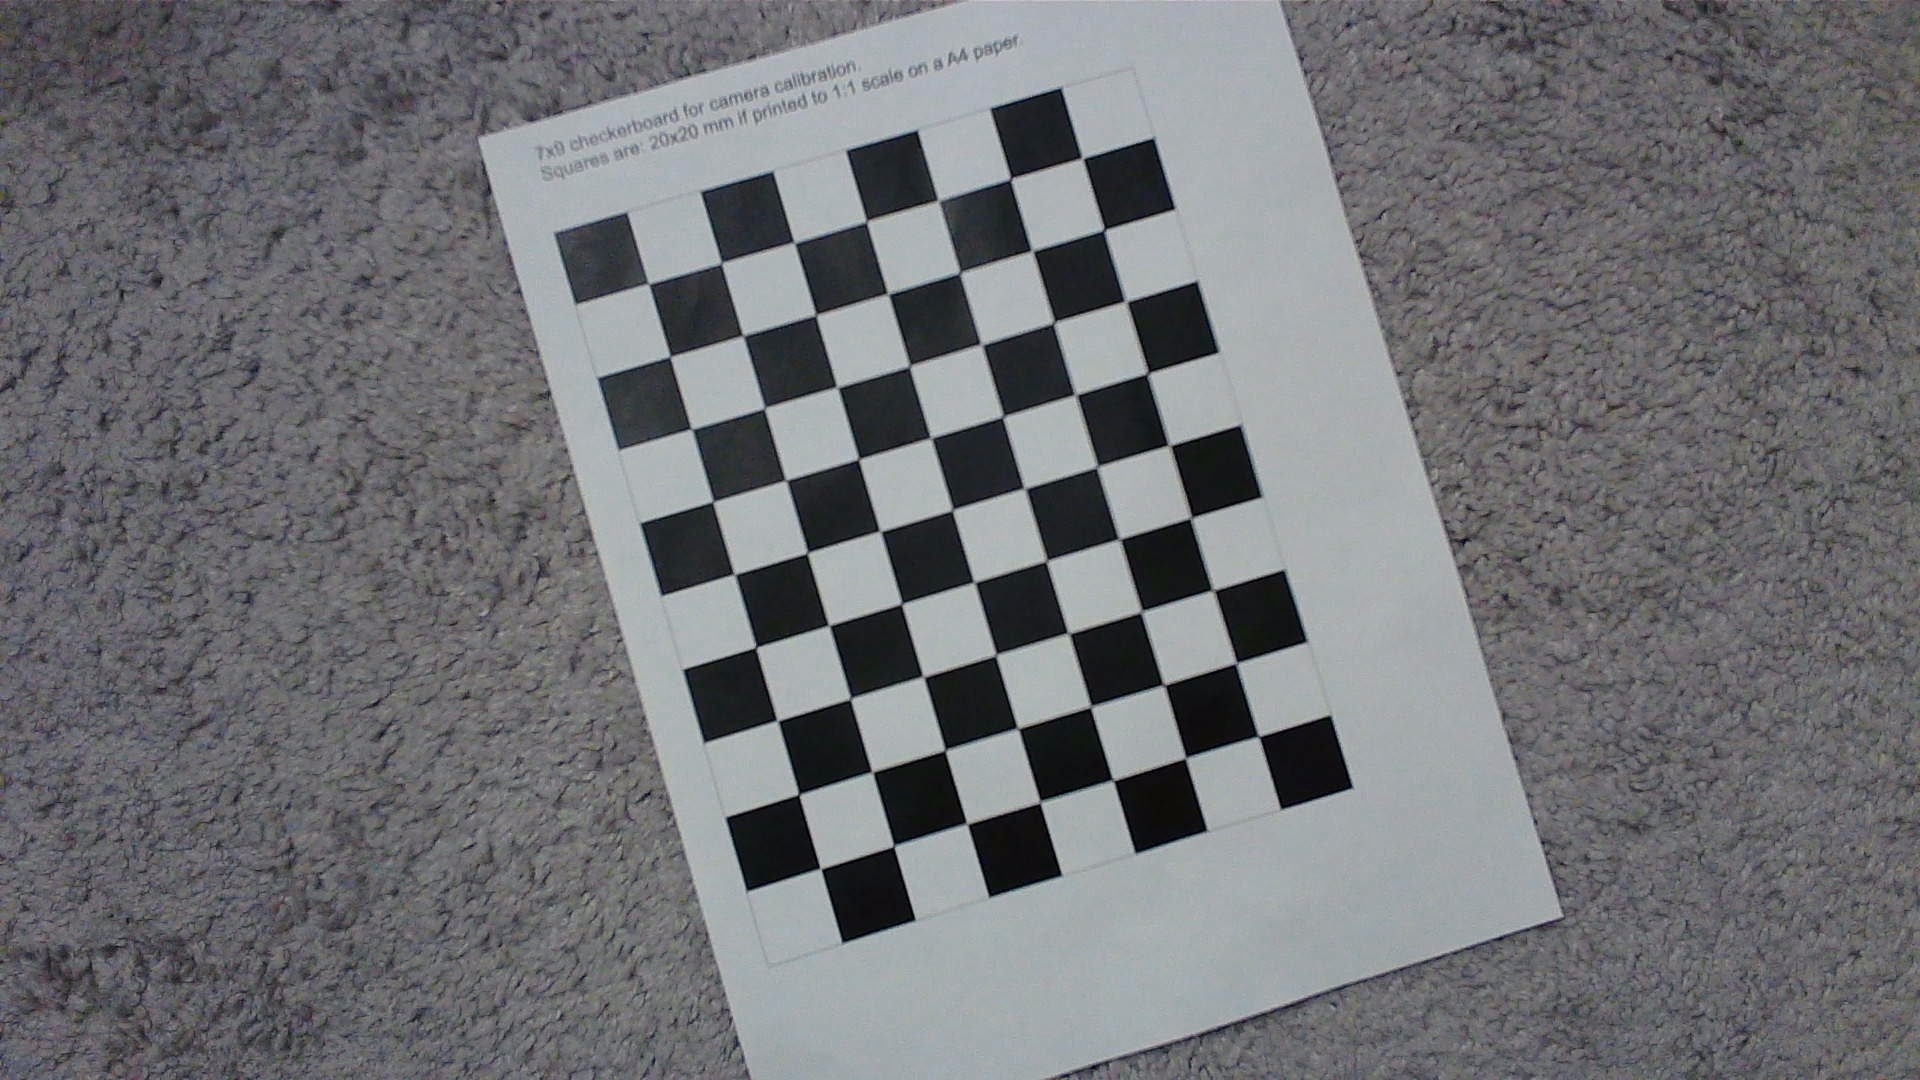 7x9 checkerboard for camera calibration.
Squares are: 20x20 mm if printed to 1:1 scale on a A4 paper.